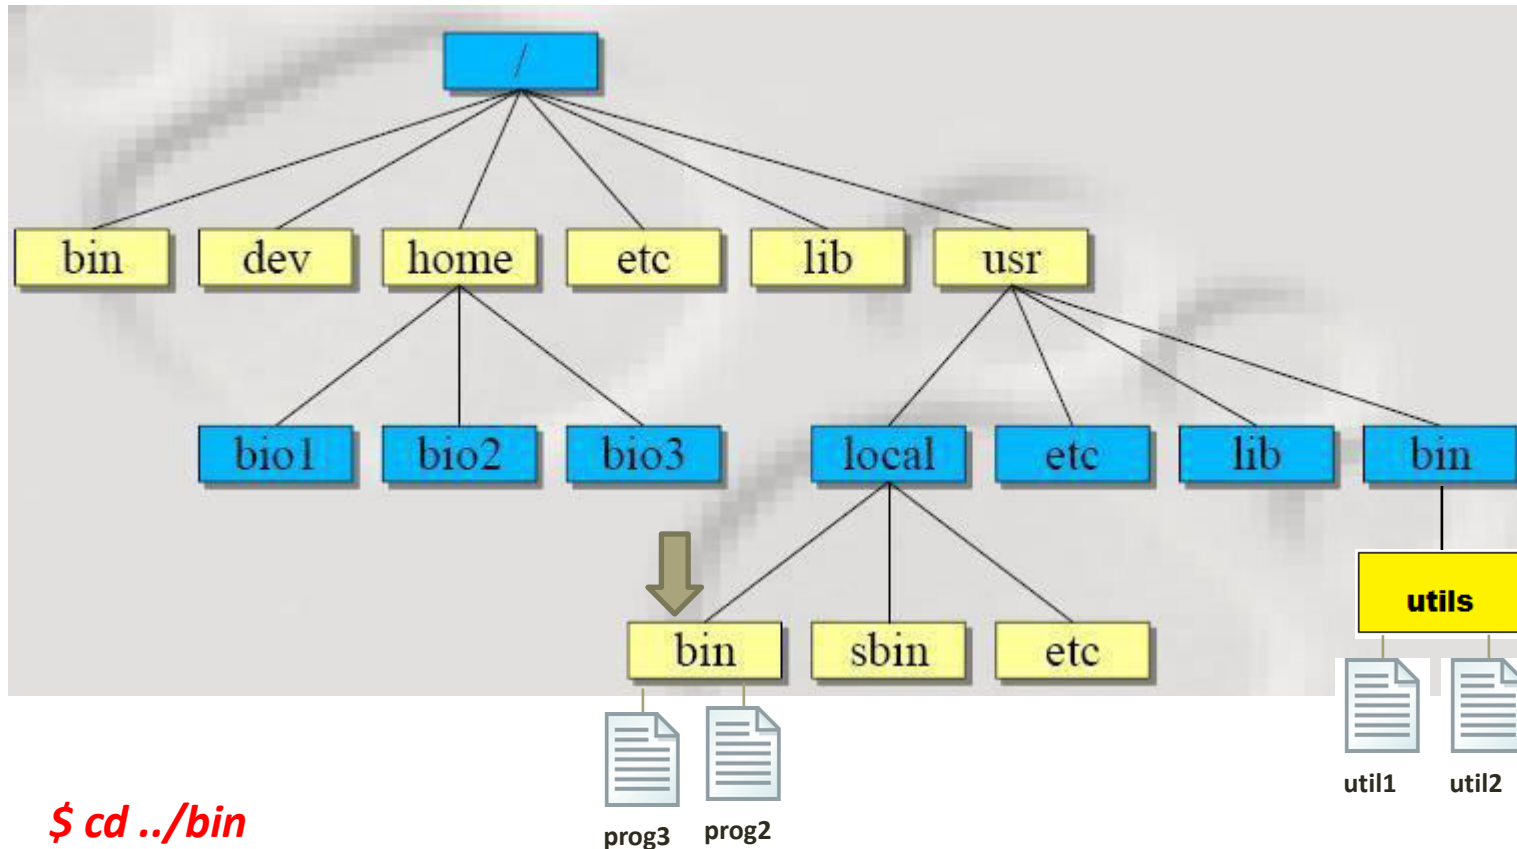 /
bin dev home etc lib usr
bio1 bio2 bio3 local etc lib bin
utils
bin sbin etc
util1 util2
$ cd ../bin
prog3 prog2